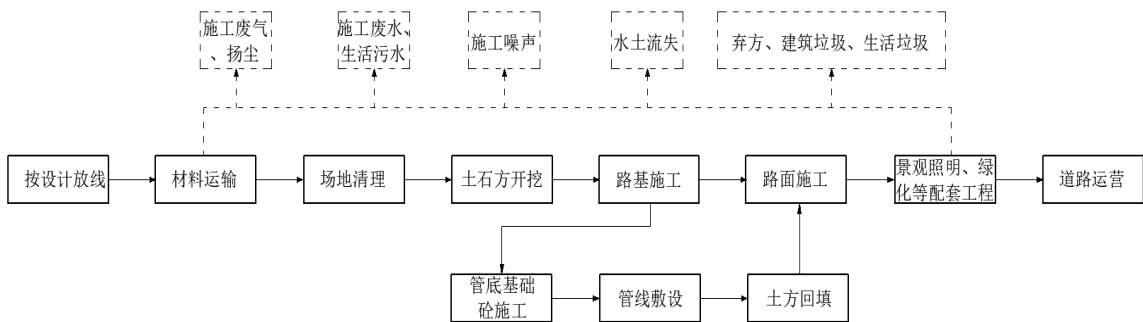 施工废气
、扬尘
施工废水、
生活污水
施工噪声
水土流失
弃方、建筑垃圾、生活垃圾
按设计放线
材料运输
场地清理
土石方开挖
路基施工
路面施工
景观照明、绿
化等配套工程
道路运营
管底基础
砼施工
管线敷设
土方回填